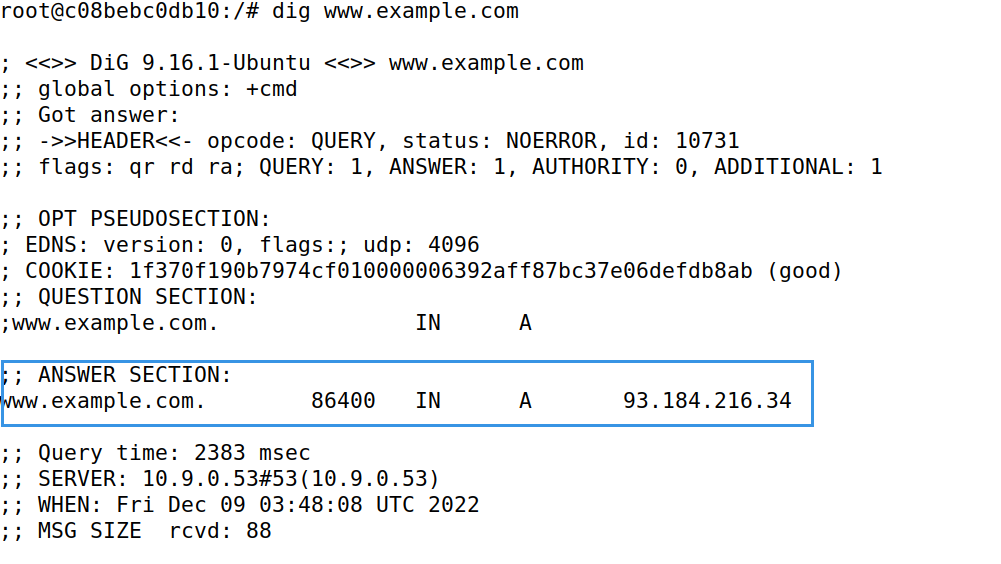 root@c08bebc0db10:/# dig www.example.com
; <<>> DiG 9.16.1-Ubuntu <<>> www.example.com
;; global options: +cmd
;; Got answer:
;; ->>HEADER<<- opcode: QUERY, status: NOERROR, id: 10731
;; flags: qr rd ra; QUERY: 1, ANSWER: 1, AUTHORITY: 0, ADDITIONAL: 1
;; OPT PSEUDOSECTION:
; EDNS: version: 0, flags:; udp: 4096
; COOKIE: 1f370f190b7974cf010000006392aff87bc37e06defdb8ab (good)
;; QUESTION SECTION:
;www.example.com. IN A
;; ANSWER SECTION:
www.example.com. 86400 IN A 93.184.216.34
;; Query time: 2383 msec
;; SERVER: 10.9.0.53#53(10.9.0.53)
;; WHEN: Fri Dec 09 03:48:08 UTC 2022
;; MSG SIZE  rcvd: 88